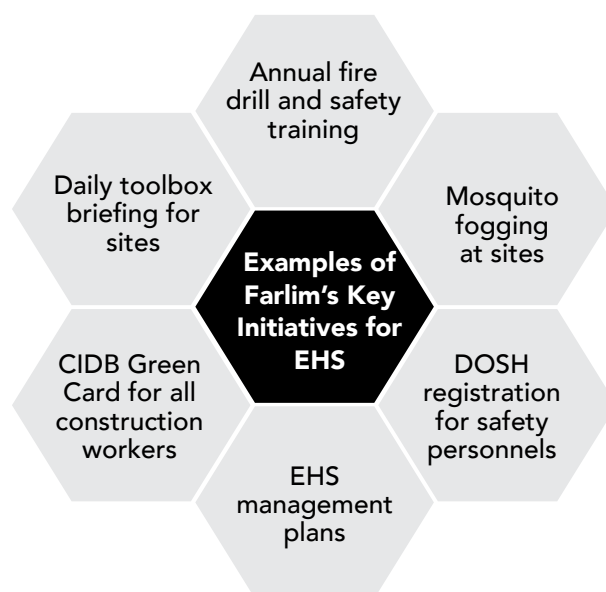 Annual fire
drill and safety
training
Daily toolbox
briefing for
sites
Mosquito
fogging
at sites
Examples of
Farlim's Key
Initiatives for
EHS
CIDB Green
Card for all
construction
workers
DOSH
registration
for safety
personnels
EHS
management
plans